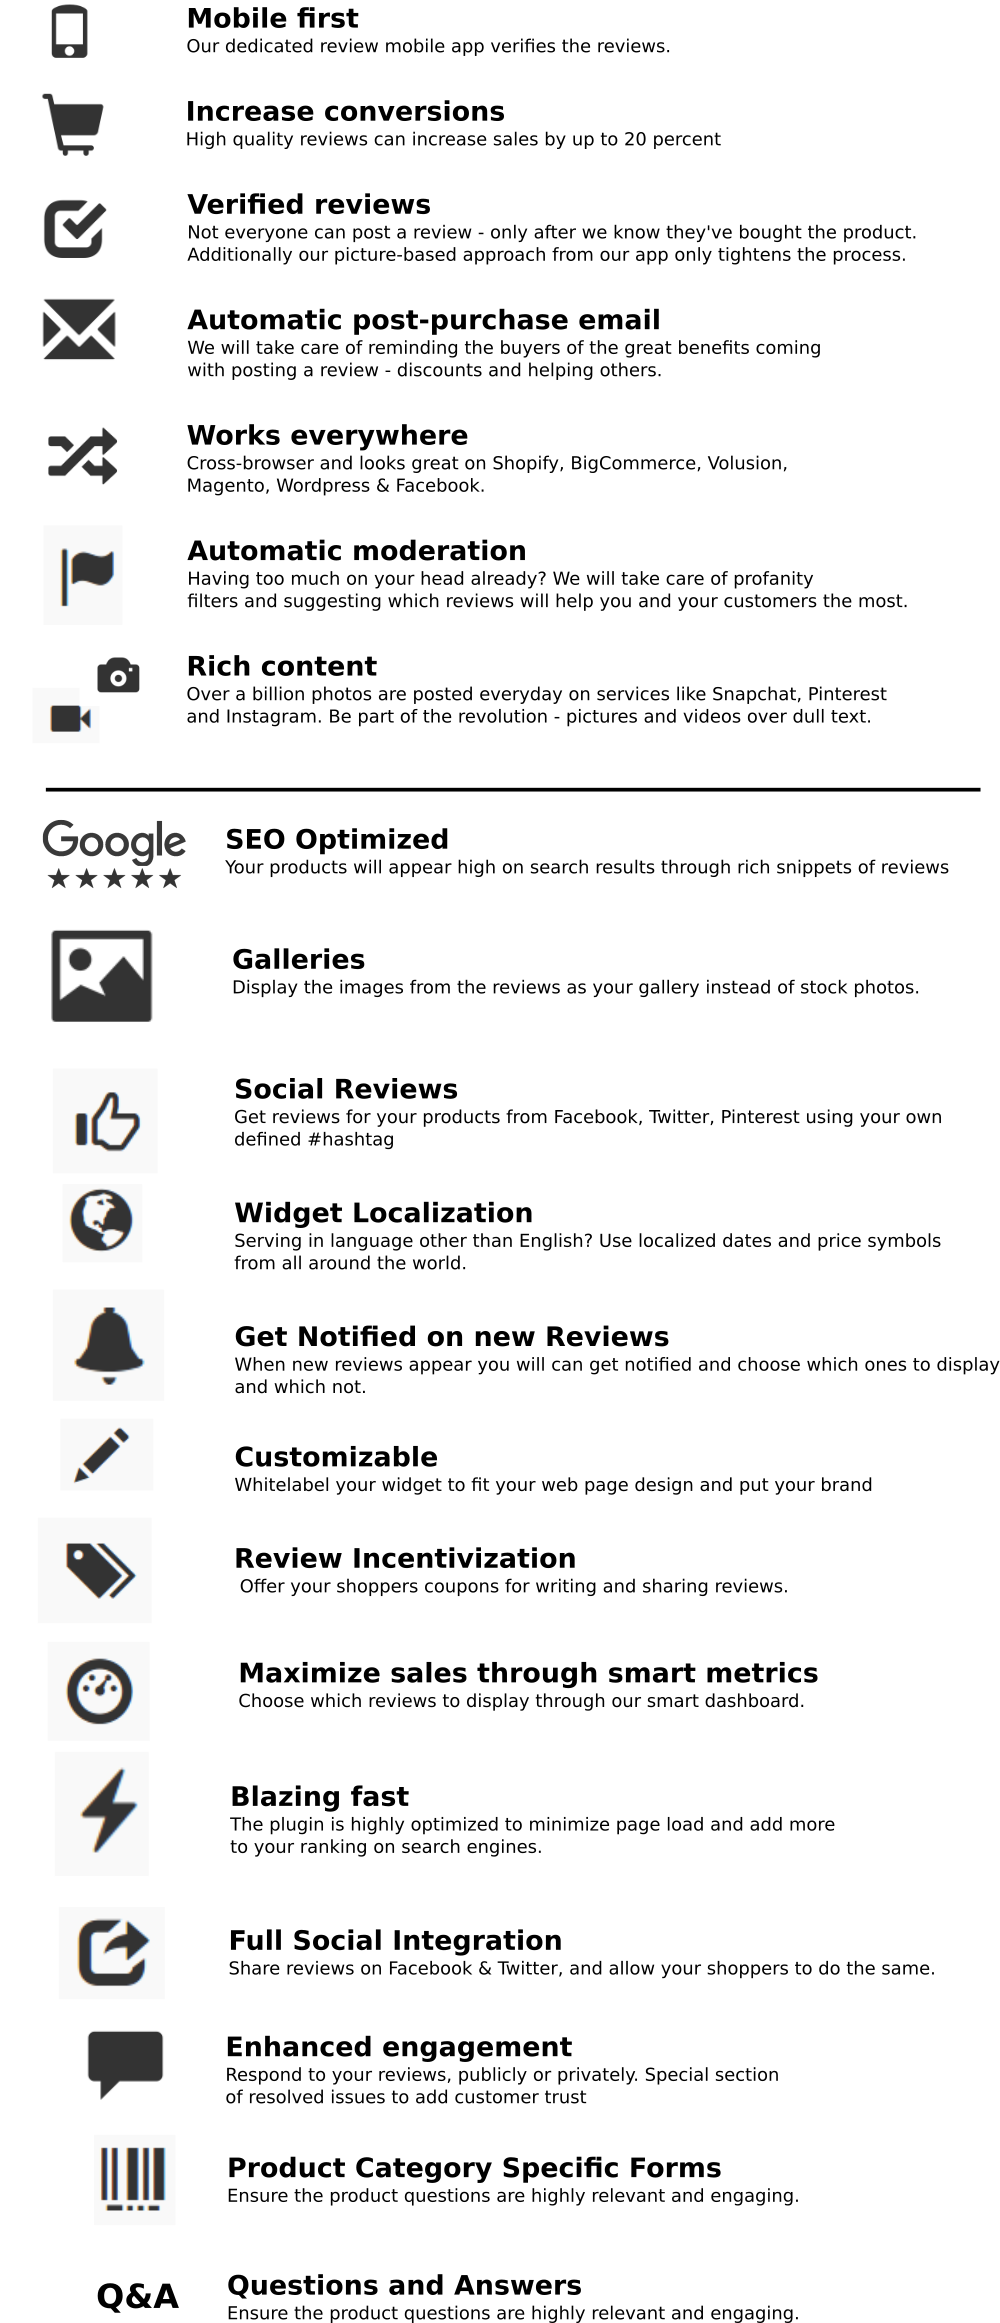 Mobile first
Our dedicated review mobile app verifies the reviews.
Increase conversions
High quality reviews can increase sales by up to 20 percent
Verified reviews
Not everyone can post a review - only after we know they've bought the product.
Additionally our picture-based approach from our app only tightens the process.
Automatic post-purchase email
We will take care of reminding the buyers of the great benefits coming
with posting a review - discounts and helping others.
Works everywhere
Cross-browser and looks great on Shopify, BigCommerce, Volusion,
Magento, Wordpress & Facebook.
Automatic moderation
Having too much on your head already? We will take care of profanity
filters and suggesting which reviews will help you and your customers the most.
Rich content
Over a billion photos are posted everyday on services like Snapchat, Pinterest
and Instagram. Be part of the revolution - pictures and videos over dull text.
Google
SEO Optimized
Your products will appear high on search results through rich snippets of reviews
Galleries
Display the images from the reviews as your gallery instead of stock photos.
Social Reviews
Get reviews for your products from Facebook, Twitter, Pinterest using your own
defined #hashtag
Widget Localization
Serving in language other than English? Use localized dates and price symbols
from all around the world.
Get Notified on new Reviews
When new reviews appear you will can get notified and choose which ones to display
and which not.
Customizable
Whitelabel your widget to fit your web page design and put your brand
Review Incentivization
Offer your shoppers coupons for writing and sharing reviews.
Maximize sales through smart metrics
Choose which reviews to display through our smart dashboard.
Blazing fast
The plugin is highly optimized to minimize page load and add more
to your ranking on search engines.
Full Social Integration
Share reviews on Facebook & Twitter, and allow your shoppers to do the same.
Enhanced engagement
Respond to your reviews, publicly or privately. Special section
of resolved issues to add customer trust
Product Category Specific Forms
Ensure the product questions are highly relevant and engaging.
Q&A
Questions and Answers
Ensure the product questions are highly relevant and engaging.